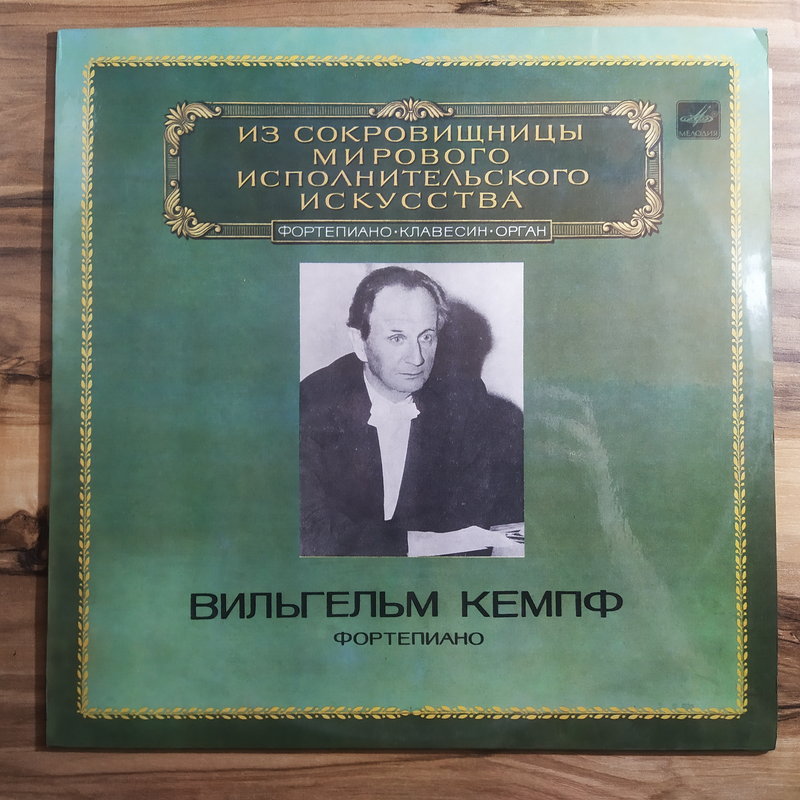 ИЗ СОКРОВИЩНИЦЫ
МИРОВОГО
ИСПОЛНИТЕЛЬСКОГО
ИСКУССТВА
ФОРТЕПИАНО·КЛАВЕСИН·ОРГАН
МЕЛОДИЯ
ВИЛЬГЕЛЬМ КЕМПФ
ФОРТЕПИАНО